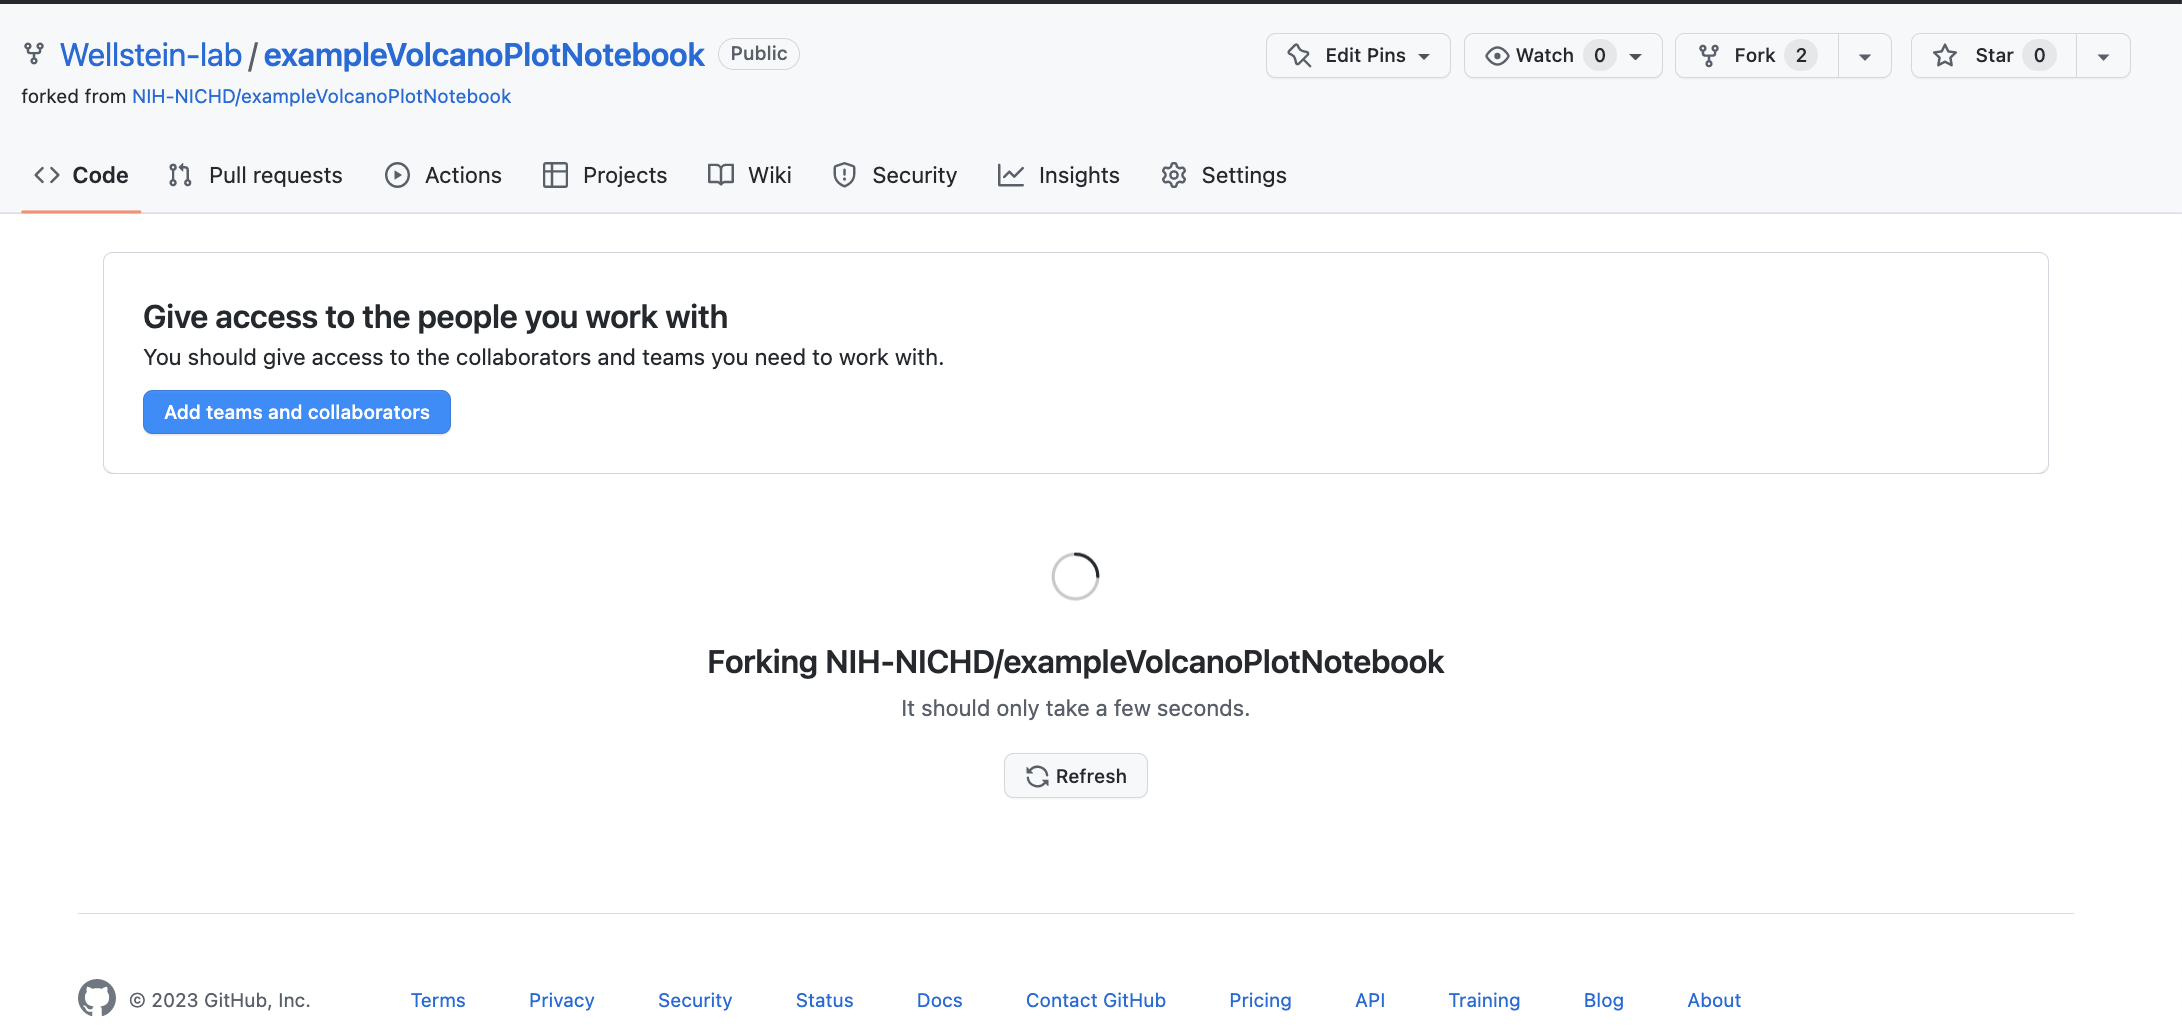 Wellstein-lab / exampleVolcanoPlotNotebook Public Edit Pins Watch 0 Fork 2 Star 0
forked from NIH-NICHD/exampleVolcanoPlotNotebook
Code Pull requests Actions Projects Wiki Security Insights Settings
Give access to the people you work with
You should give access to the collaborators and teams you need to work with.
Add teams and collaborators
Forking NIH-NICHD/exampleVolcanoPlotNotebook
It should only take a few seconds.
Refresh
© 2023 GitHub, Inc. Terms Privacy Security Status Docs Contact GitHub Pricing API Training Blog About